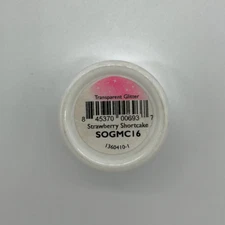 Transparent Glitter
8 45370 00693 7
Strawberry Shortcake
SOGMC16
1360410-1